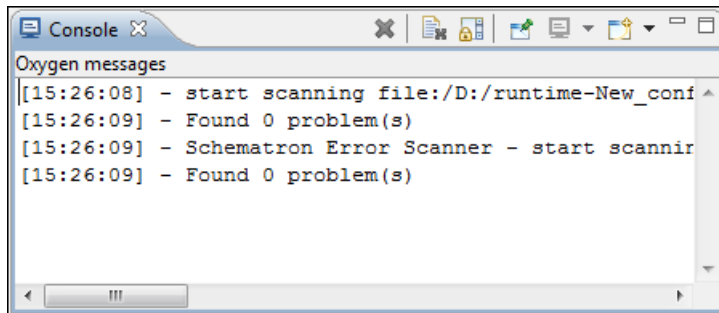 Console
Oxygen messages
[15:26:08] - start scanning file:/D:/runtime-New_conf
[15:26:09] - Found 0 problem(s)
[15:26:09] - Schematron Error Scanner - start scannin
[15:26:09] - Found 0 problem(s)